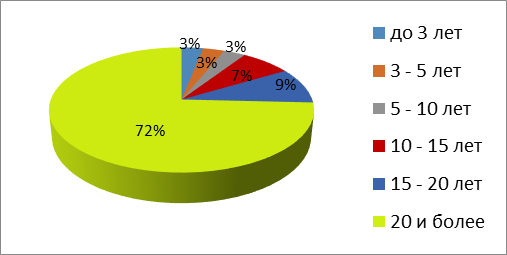 3%
3%
3%
7%
9%
72%
до 3 лет
3 - 5 лет
5 - 10 лет
10 - 15 лет
15 - 20 лет
20 и более